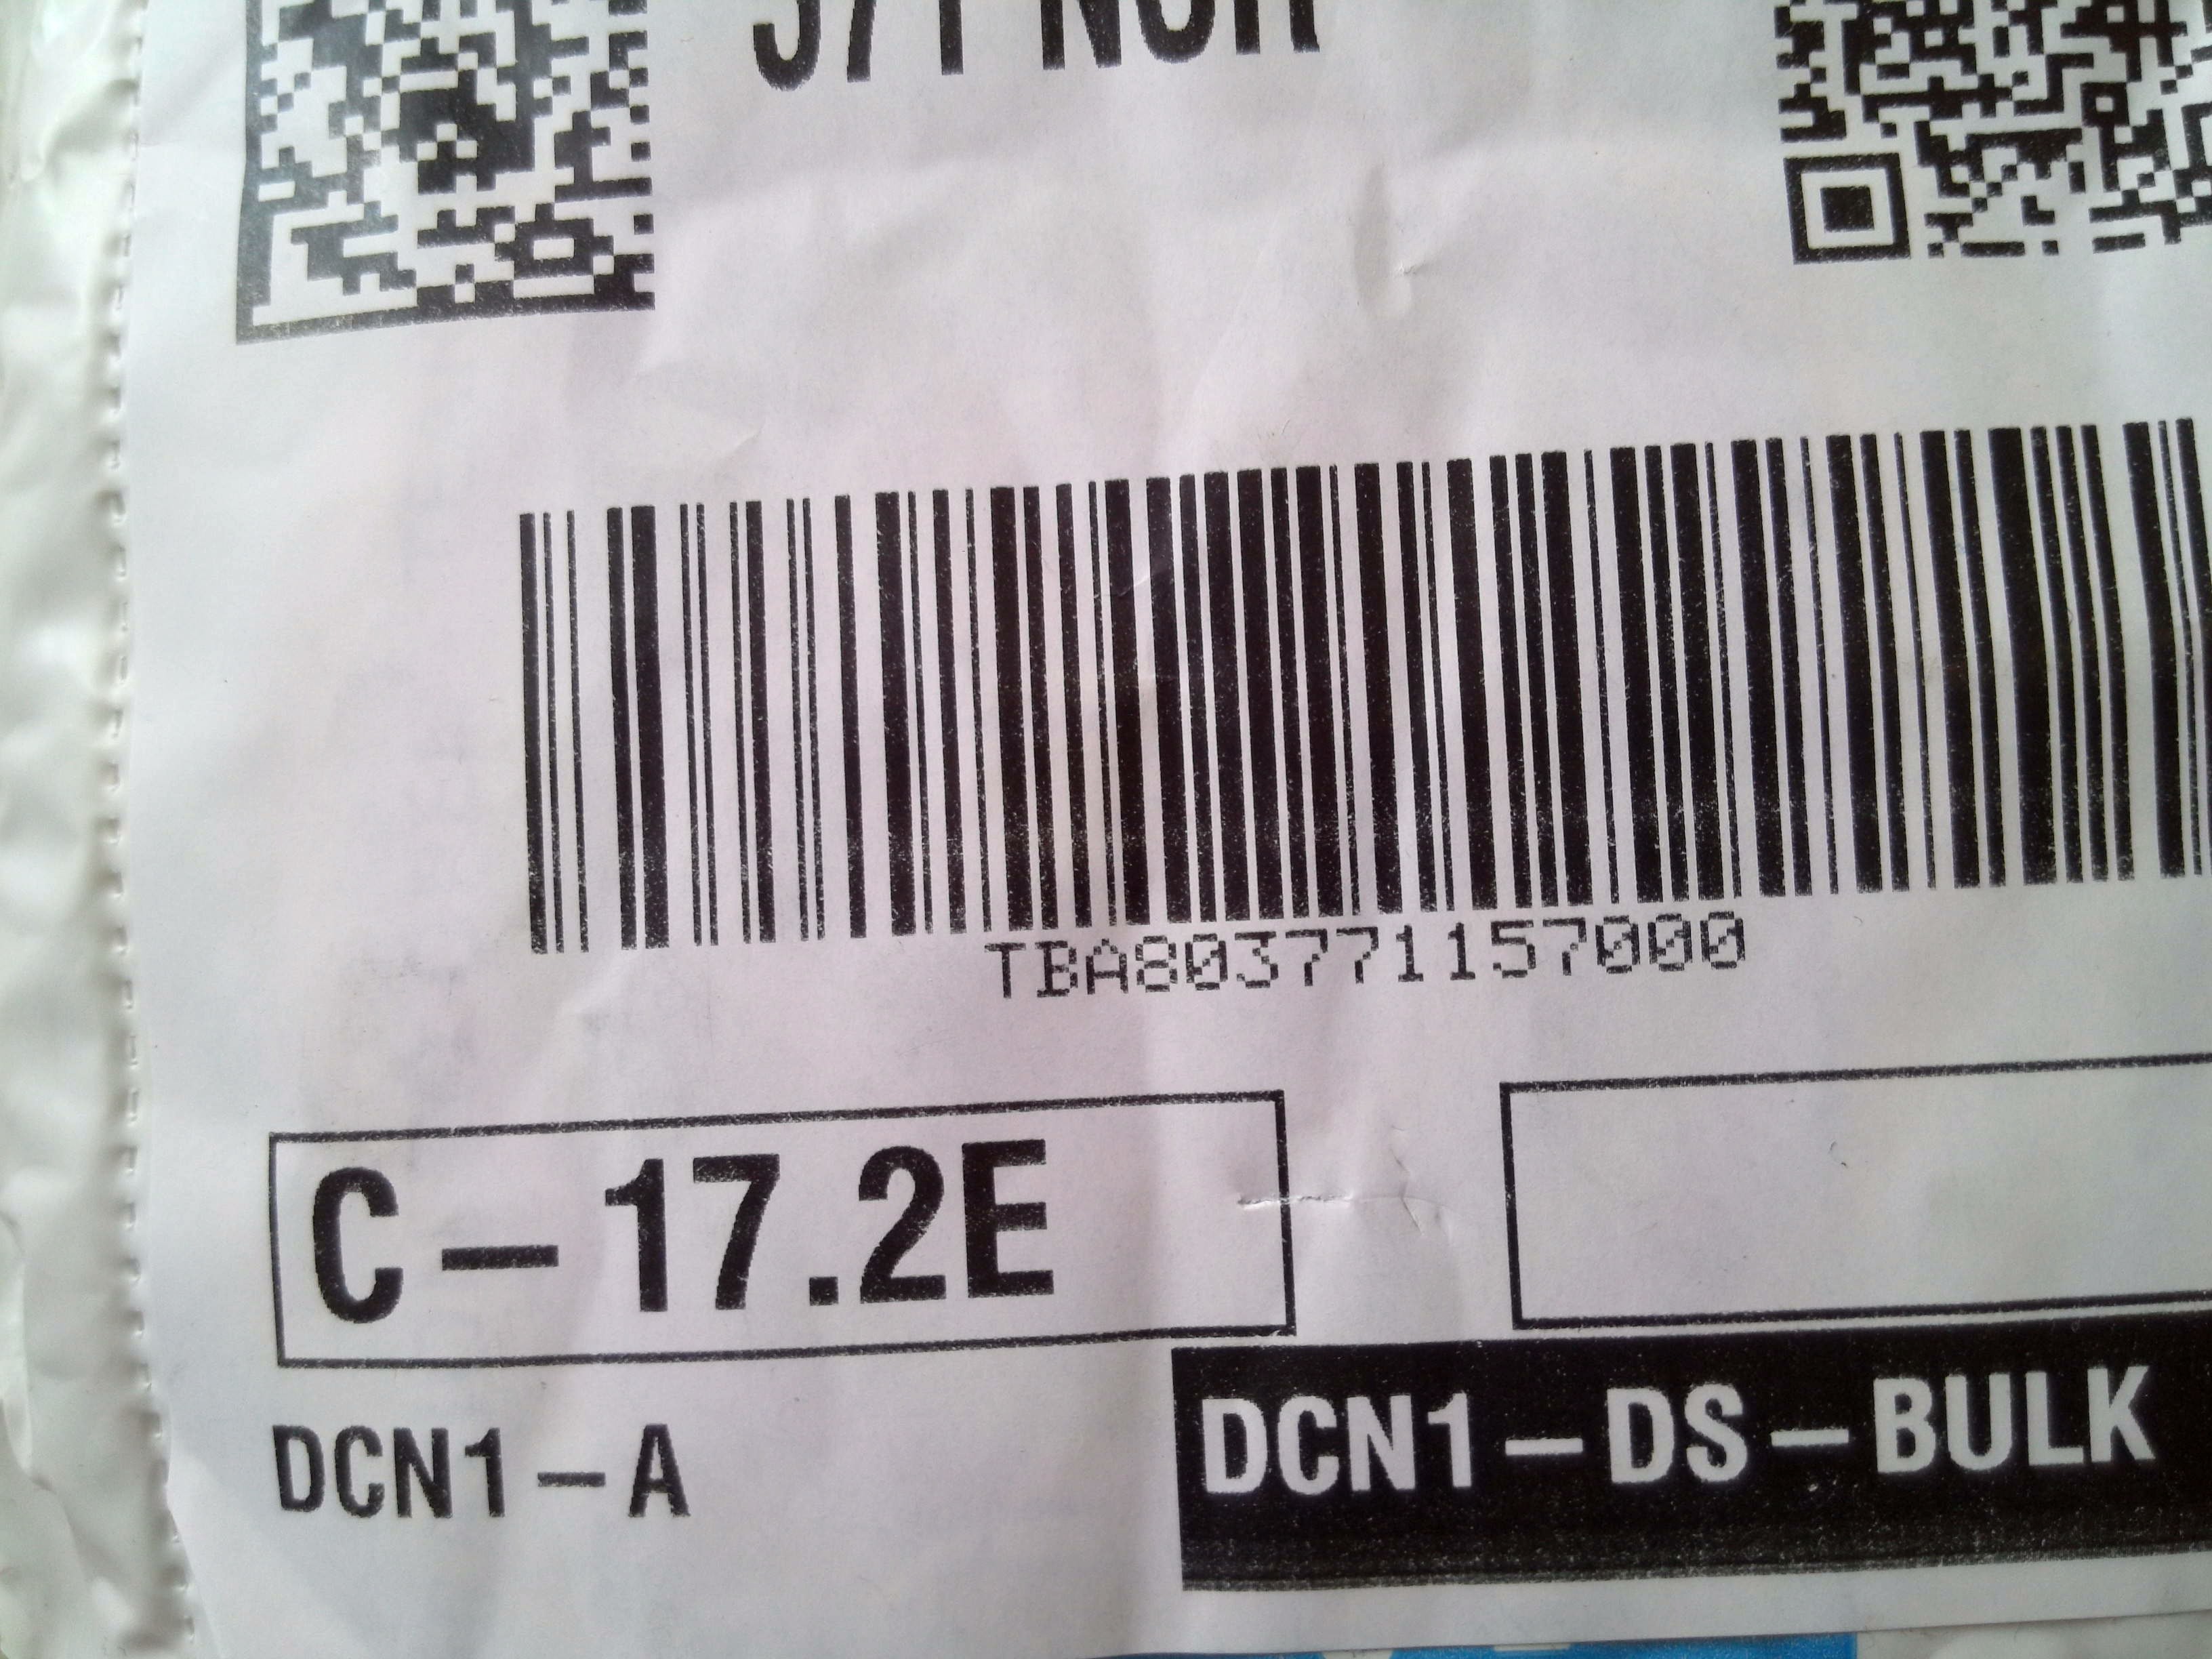 TBA803771157000
C-17.2E
DCN1-A
DCN1-DS-BULK